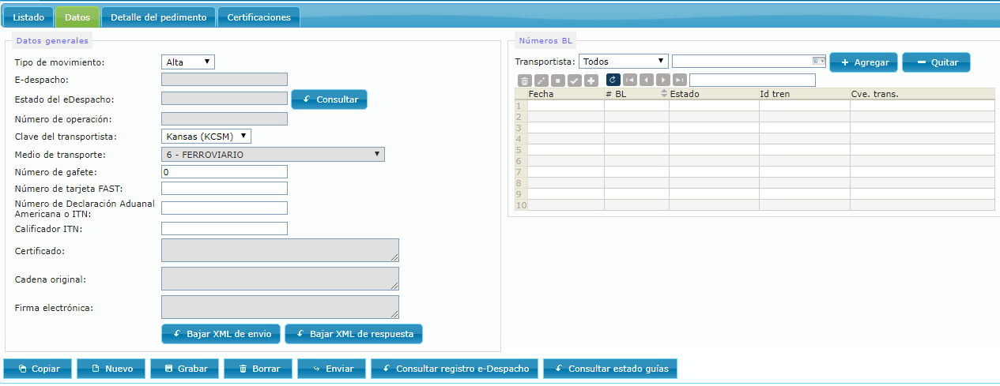 Listado Datos Detalle del pedimento Certificaciones
Datos generales
Tipo de movimiento: Alta
E-despacho:
Estado del eDespacho: Consultar
Número de operación:
Clave del transportista: Kansas (KCSM)
Medio de transporte: 6 - FERROVIARIO
Número de gafete: 0
Número de tarjeta FAST:
Número de Declaración Aduanal
Americana o ITN:
Calificador ITN:
Certificado:
Cadena original:
Firma electrónica:
Bajar XML de envio Bajar XML de respuesta
Números BL
Transportista: Todos Agregar Quitar
Fecha # BL Estado Id tren Cve. trans.
1
2
3
4
5
6
7
8
9
10
Copiar Nuevo Grabar Borrar Enviar Consultar registro e-Despacho Consultar estado guías